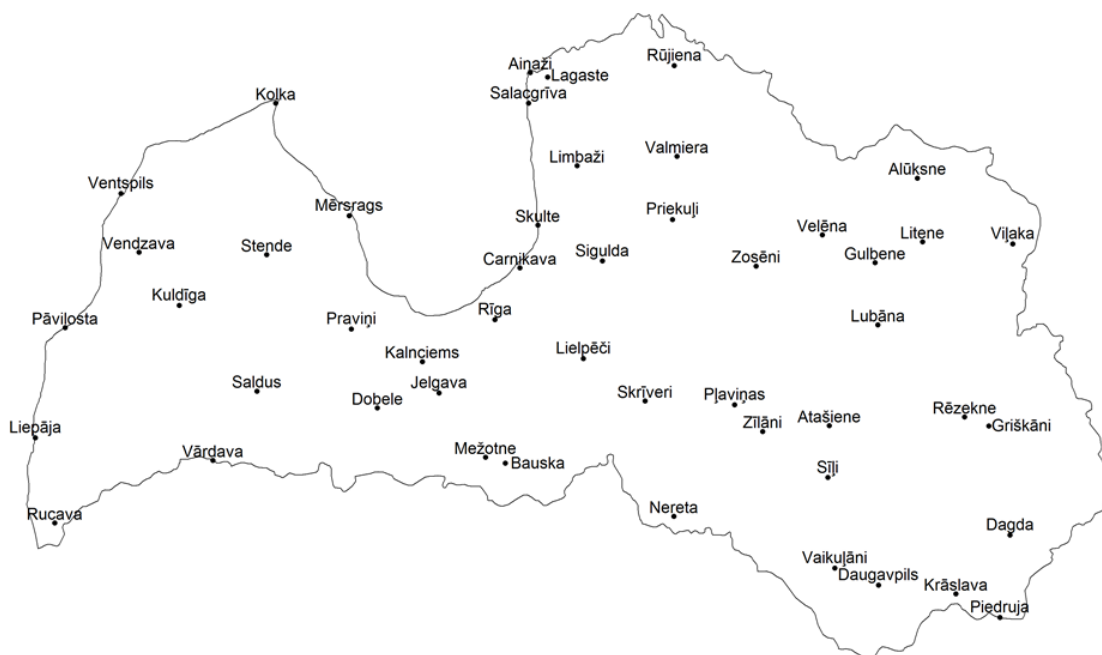 Rūjiena
Ainaži
Lagaste
Kolka
Salacgrīva
Valmiera
Limbaži
Alūksne
Ventspils
Mērsrags
Priekuļi
Skulte
Velēna
Litene
Viļaka
Vendzava
Stende
Sigulda
Zosēni
Gulbene
Carnikava
Kuldīga
Rīga
Praviņi
Pāvilosta
Lubāna
Kalnciems
Lielpēči
Saldus
Jelgava
Dobele
Skrīveri
Pļaviņas
Rēzekne
Zīlāni
Atašiene
Griškāni
Liepāja
Vārdava
Mežotne
Bauska
Sīļi
Rucava
Nereta
Dagda
Vaikuļāni
Daugavpils
Krāslava
Piedruja